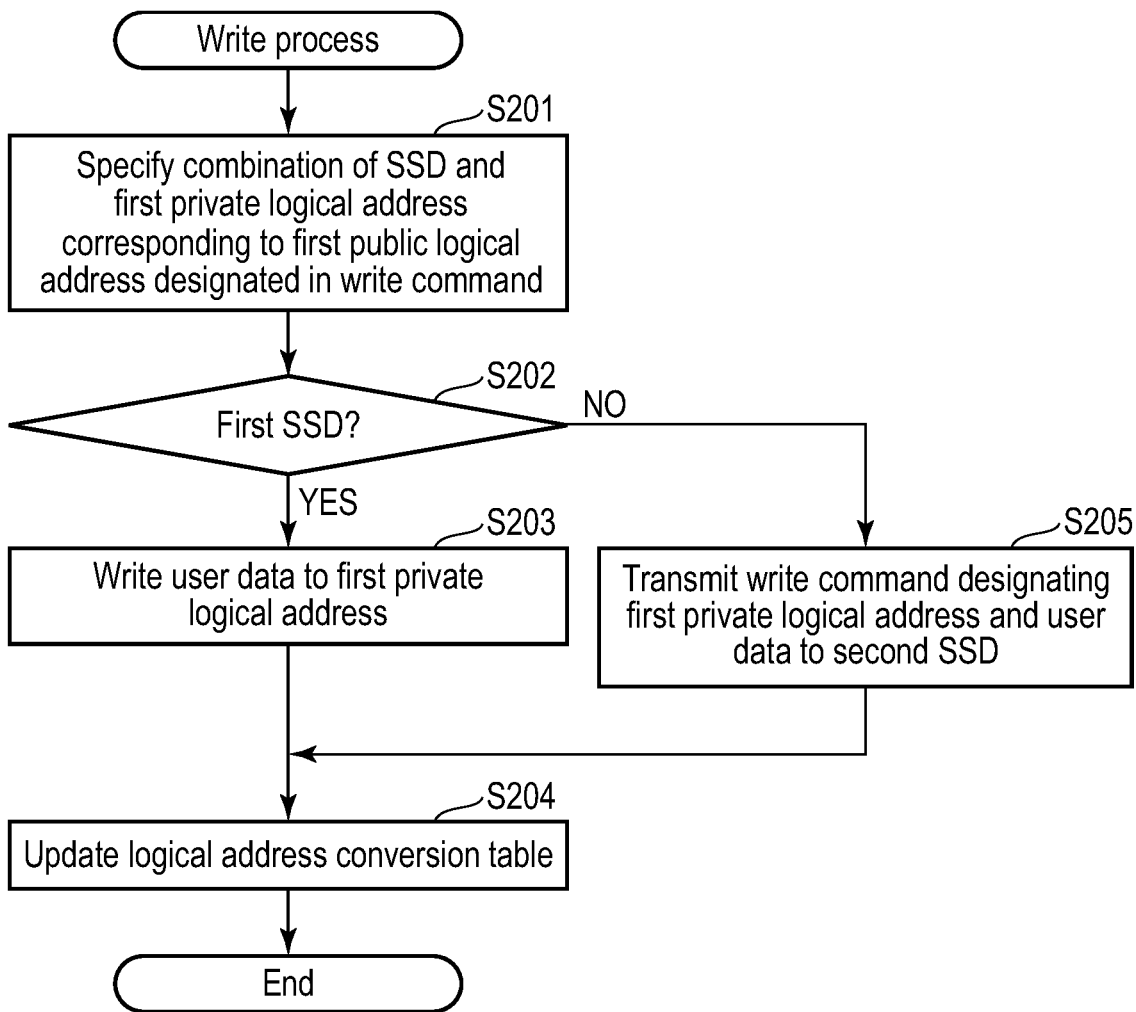 Write process
S201
Specify combination of SSD and
first private logical address
corresponding to first public logical
address designated in write command
S202
First SSD?
NO
YES
S203
Write user data to first private
logical address
S205
Transmit write command designating
first private logical address and user
data to second SSD
S204
Update logical address conversion table
End